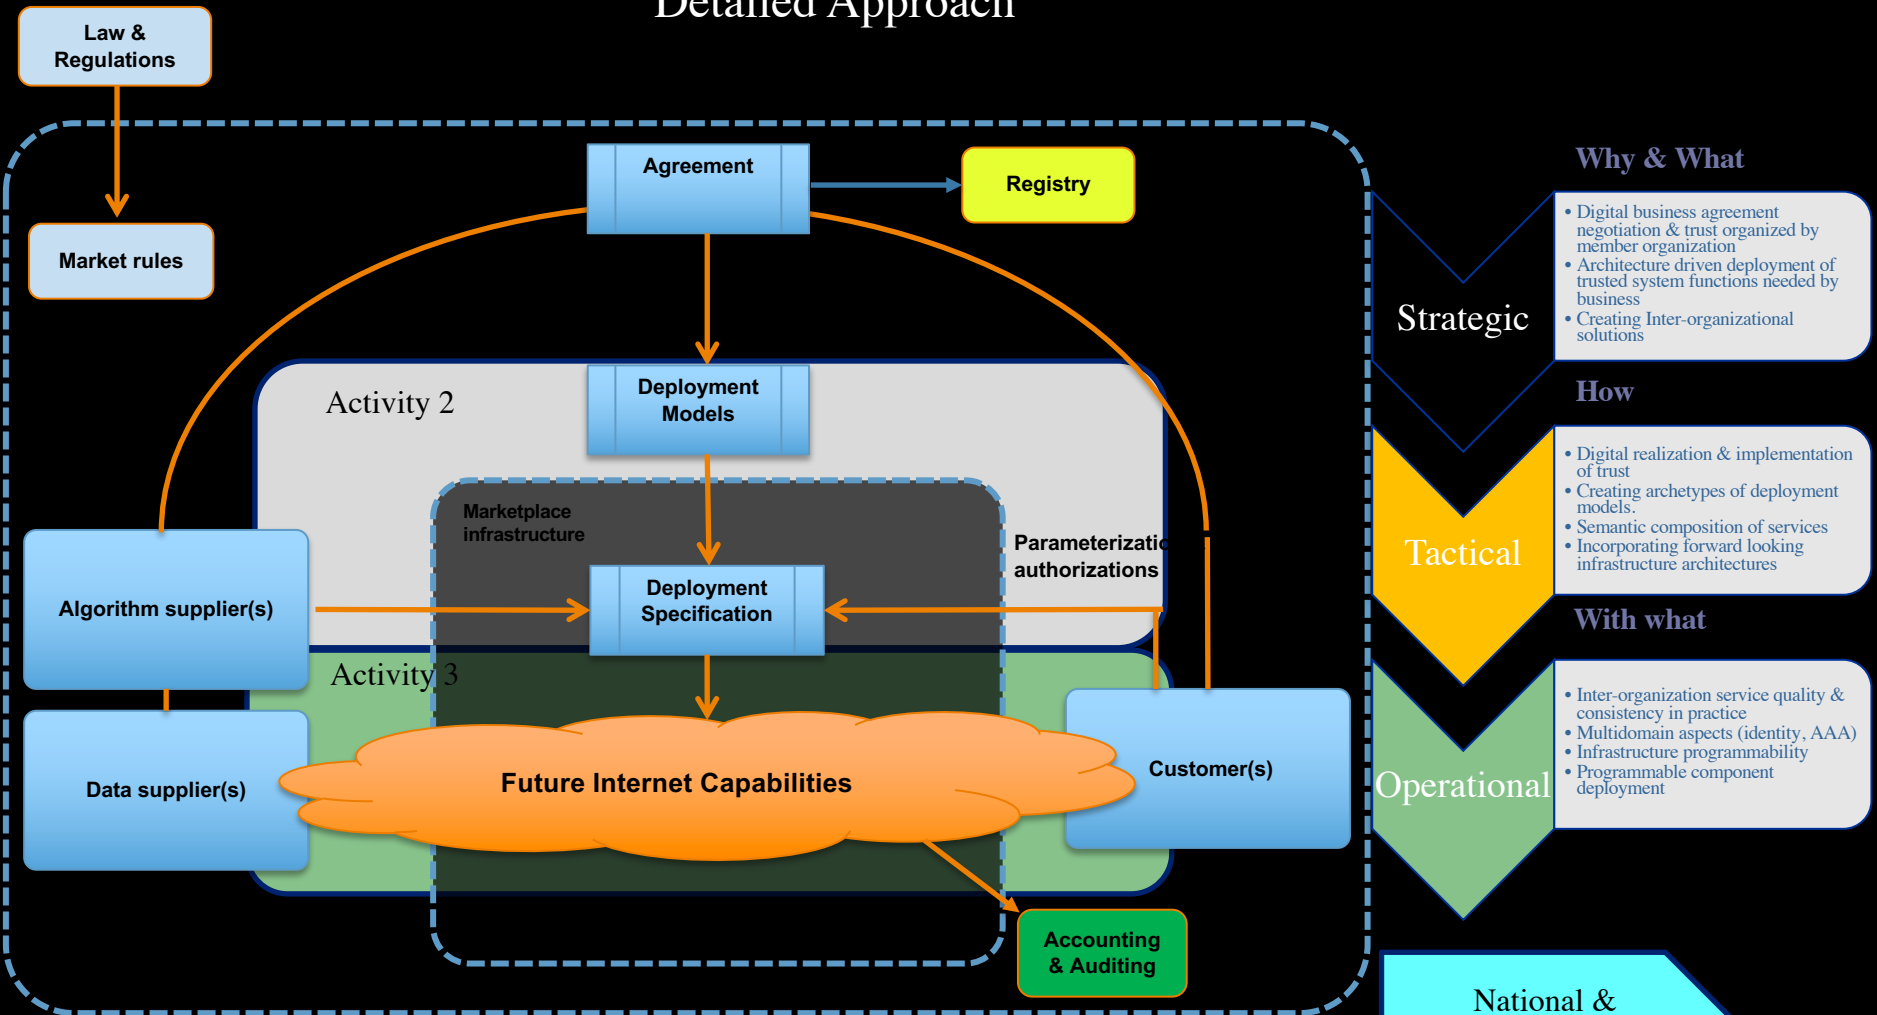 Detailed Approach
Law &
Regulations
Market rules
Agreement
Registry
Activity 2
Deployment
Models
Marketplace
infrastructure
Deployment
Specification
authorizations
Algorithm supplier(s)
Activity 3
Data supplier(s)
Future Internet Capabilities
Customer(s)
Accounting
& Auditing
Why & What
Strategic
• Digital business agreement
negotiation & trust organized by
member organization
• Architecture driven deployment of
trusted system functions needed by
business
• Creating Inter-organizational
solutions
How
Tactical
• Digital realization & implementation
of trust
• Creating archetypes of deployment
models.
• Semantic composition of services
• Incorporating forward looking
infrastructure architectures
With what
Operational
• Inter-organization service quality &
consistency in practice
• Multidomain aspects (identity, AAA)
• Infrastructure programmability
• Programmable component
deployment
National &